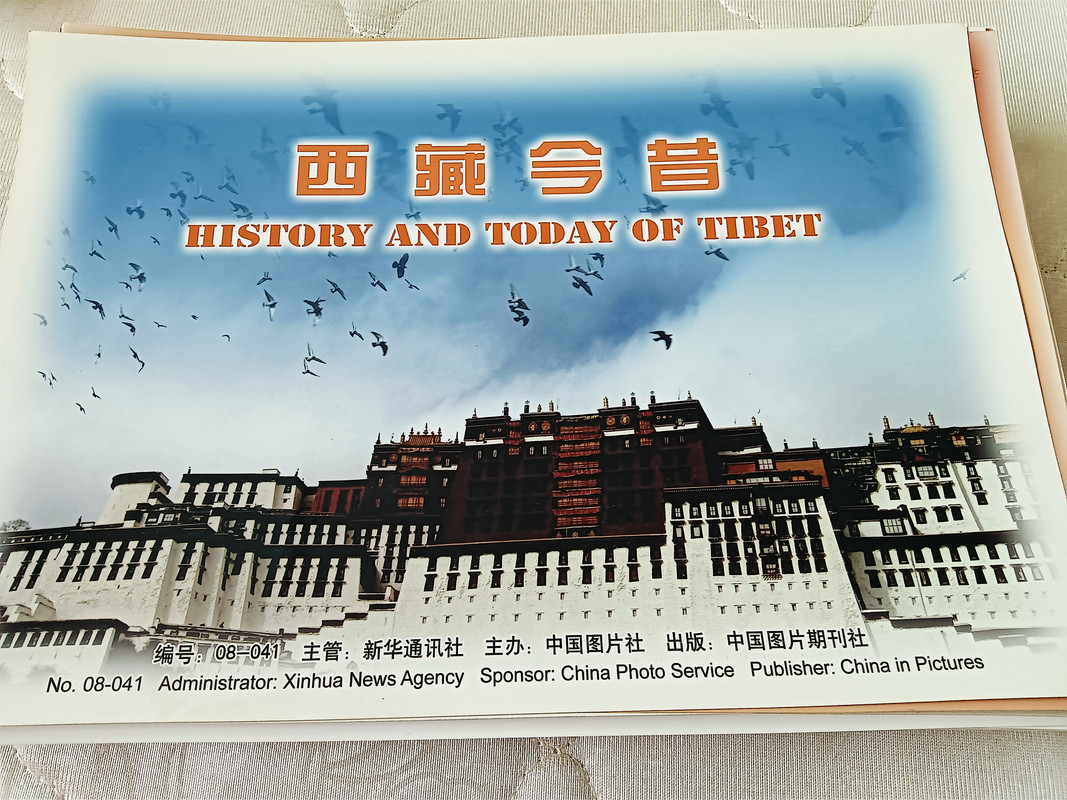 西藏今昔
HISTORY AND TODAY OF TIBET
编号：08—041 主管：新华通讯社 主办：中国图片社 出版：中国图片期刊社
No. 08-041 Administrator: Xinhua News Agency Sponsor: China Photo Service Publisher: China in Pictures